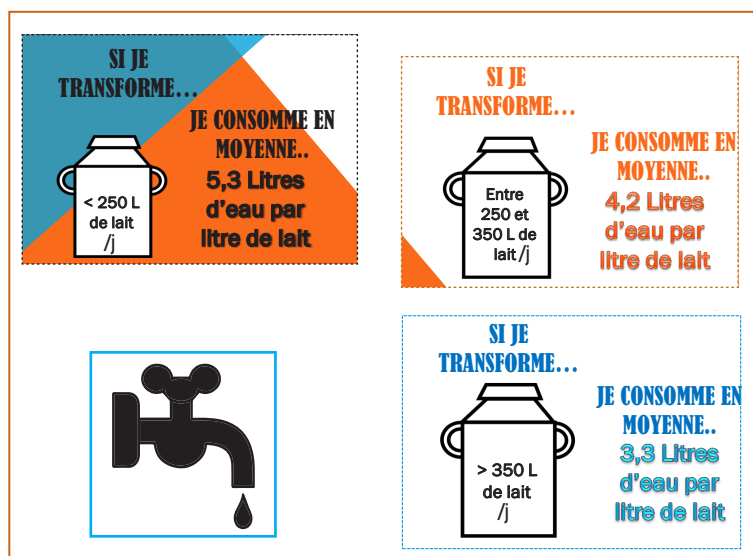 SI JE
TRANSFORME...
< 250 L
de lait
/j
JE CONSOMME EN
MOYENNE..
5,3 Litres
d'eau par
litre de lait
SI JE
TRANSFORME...
Entre
250 et
350 L de
lait /j
JE CONSOMME EN
MOYENNE..
4,2 Litres
d'eau par
litre de lait
SI JE
TRANSFORME...
> 350 L
de lait
/j
JE CONSOMME EN
MOYENNE..
3,3 Litres
d'eau par
litre de lait